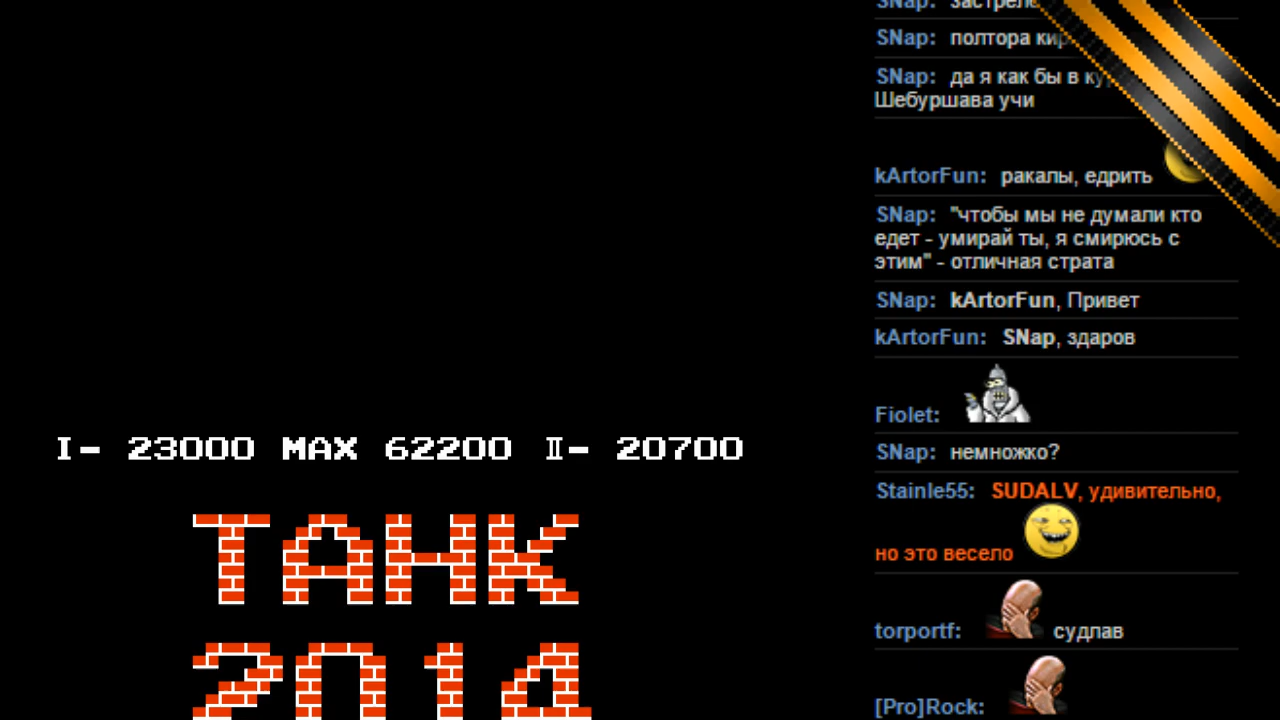 I- 23000 MAX 62200 II- 20700
ТАНК
2014
SNap:
SNap: полтора
SNap: да я как бы в
Шебуршава учи
kArtorFun: ракалы, едрить
SNap: "чтобы мы не думали кто
едет - умирай ты, я смирюсь с
этим" - отличная страта
SNap: kArtorFun, Привет
kArtorFun: SNap, здаров
Fiolet:
SNap: немножко?
Stainle55: SUDALV, удивительно,
но это весело
torportf: судлав
[Pro]Rock: